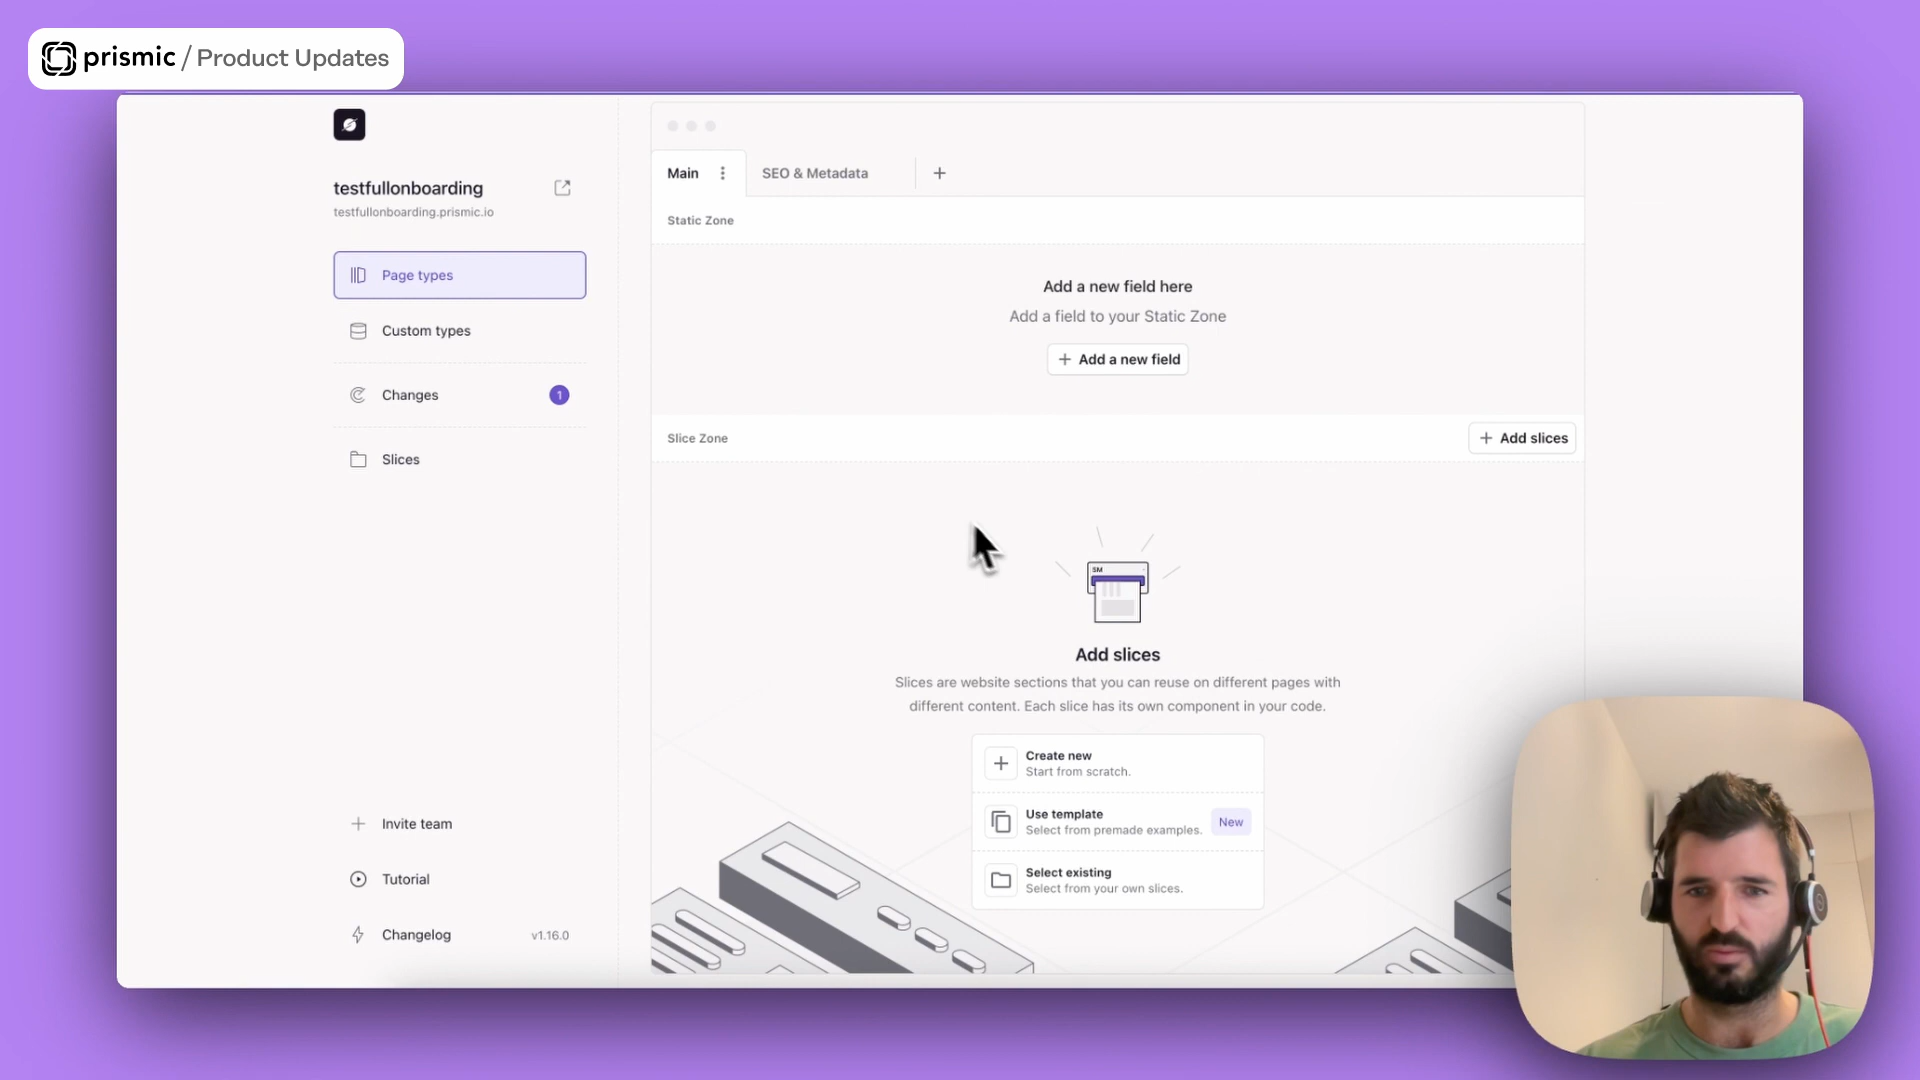 prismic / Product Updates
testfullonboarding
testfullonboarding.prismic.io
Page types
Custom types
Changes
1
Slices
Invite team
Tutorial
Changelog
v1.16.0
Main
SEO & Metadata
Static Zone
Add a new field here
Add a field to your Static Zone
Add a new field
Slice Zone
Add slices
SM
Add slices
Slices are website sections that you can reuse on different pages with
different content. Each slice has its own component in your code.
Create new
Start from scratch.
Use template
Select from premade examples.
New
Select existing
Select from your own slices.